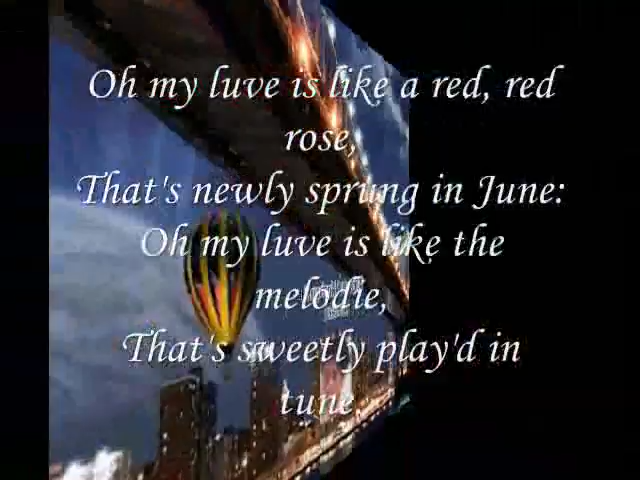 Oh my luve is like a red, red
rose,
That's newly sprung in June:
Oh my luve is like the
melodie,
That's sweetly play'd in
tune.